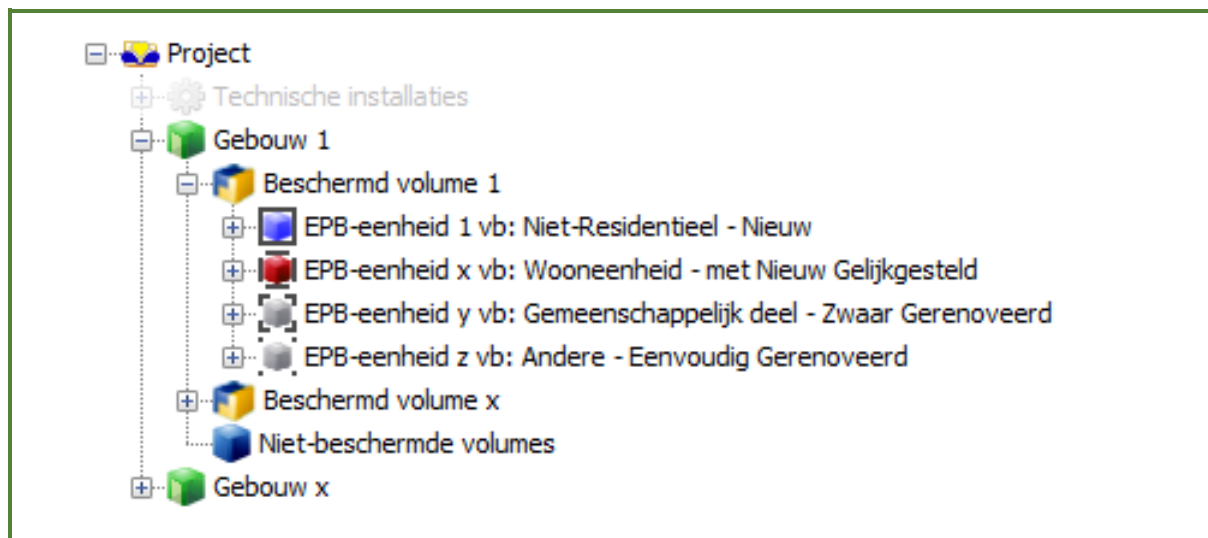 Project
Technische installaties
Gebouw 1
Beschermd volume 1
EPB-eenheid 1 vb: Niet-Residentieel - Nieuw
EPB-eenheid x vb: Wooneenheid - met Nieuw Gelijkgesteld
EPB-eenheid y vb: Gemeenschappelijk deel - Zwaar Gerenoveerd
EPB-eenheid z vb: Andere - Eenvoudig Gerenoveerd
Beschermd volume x
Niet-beschermde volumes
Gebouw x